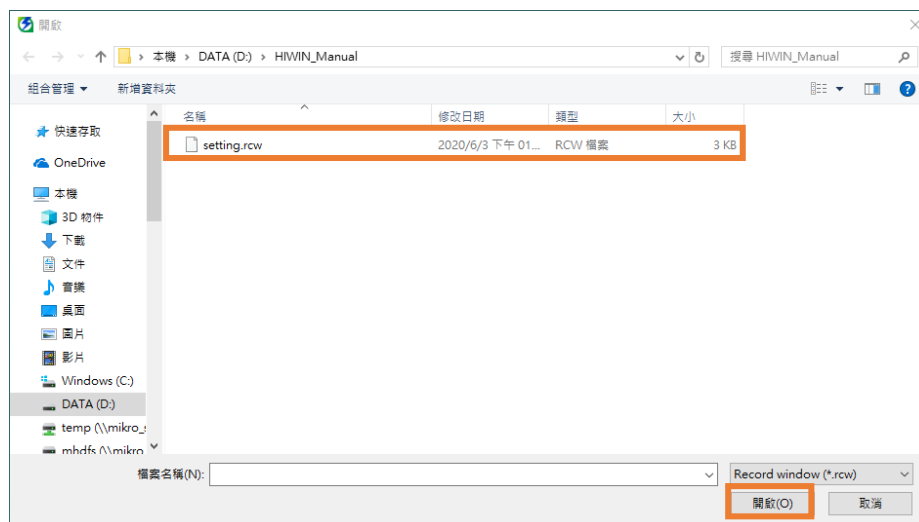 開啟
本機 › DATA (D:) › HIWIN_Manual
搜尋 HIWIN_Manual
組合管理 新增資料夾
名稱 修改日期 類型 大小
setting.rcw 2020/6/3 下午 01... RCW 檔案 3 KB
快速存取
OneDrive
本機
3D 物件
下載
文件
音樂
桌面
圖片
影片
Windows (C:)
DATA (D:)
temp (\\mikro_s
mhdfs (\\mikro
檔案名稱(N): Record window (*.rcw)
開啟(O) 取消